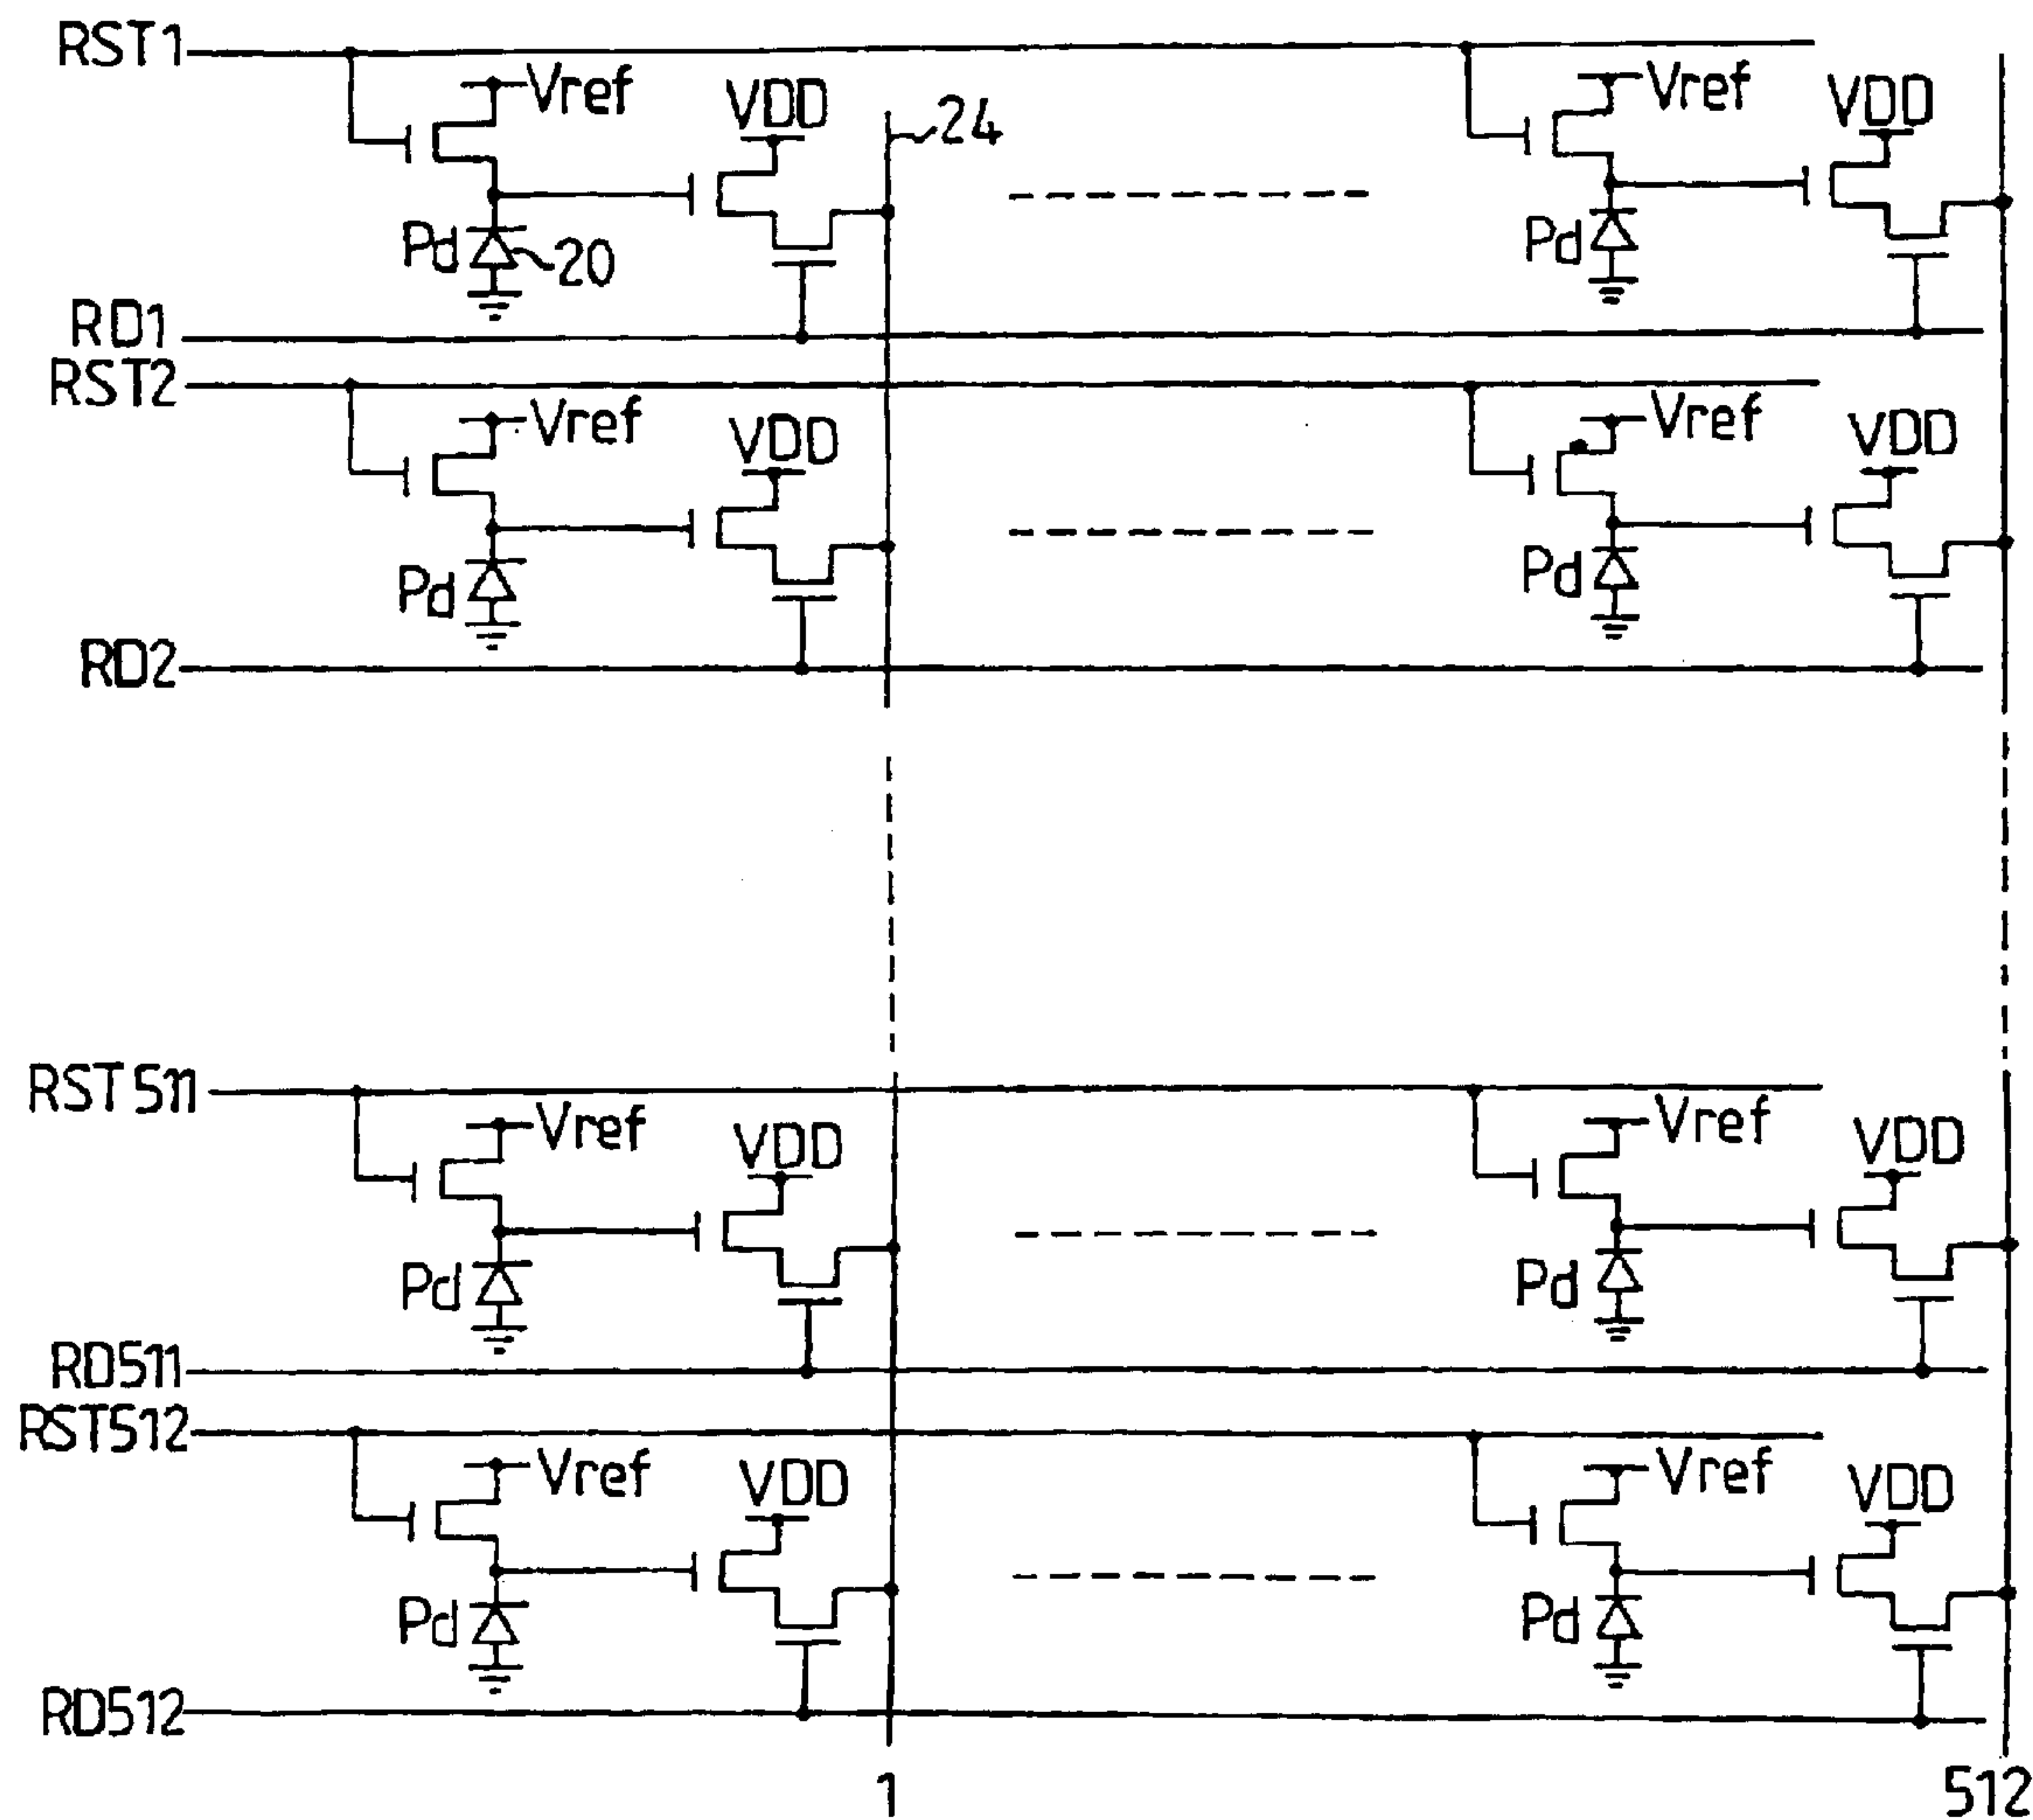 RST1
Vref
VDD
24
Vref
VDD
Pd
20
Pd
RD1
RST2
Vref
VDD
Vref
VDD
Pd
Pd
RD2
RST511
Vref
VDD
Vref
VDD
Pd
Pd
RD511
RST512
Vref
VDD
Vref
VDD
Pd
Pd
RD512
1
512